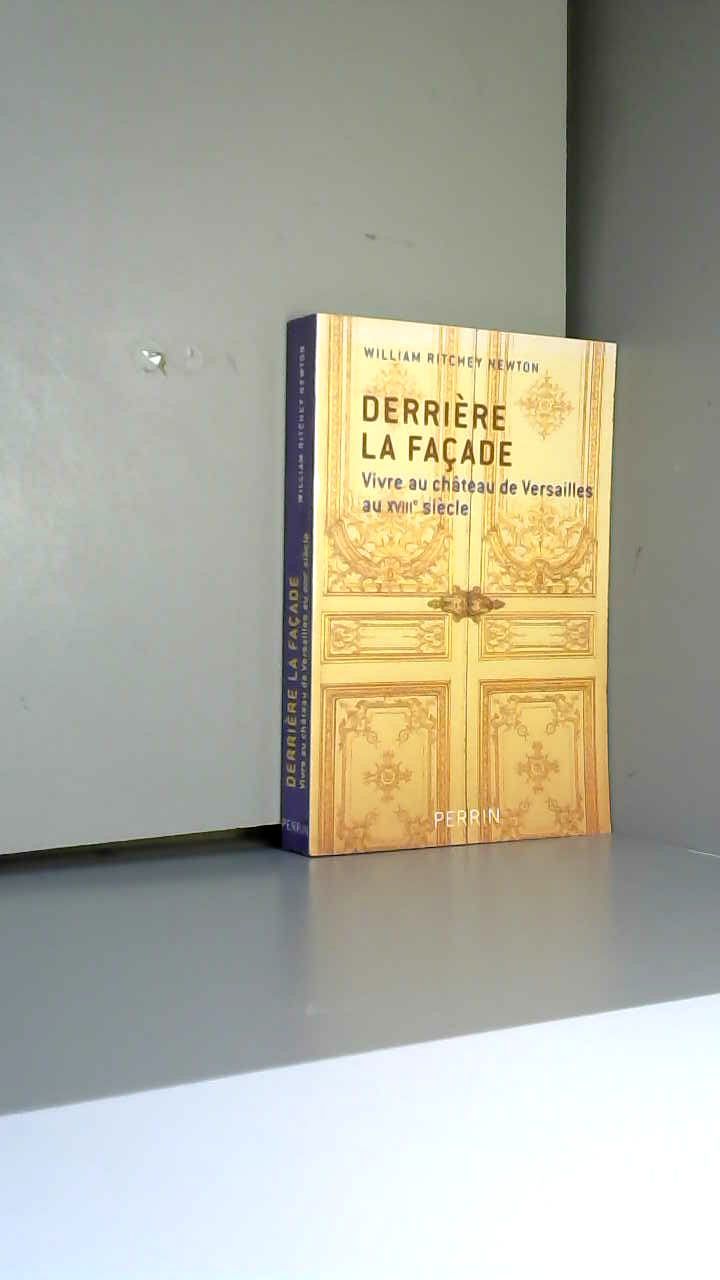 WILLIAM RITCHEY NEWTON
DERRIÈRE
LA FAÇADE
Vivre au château de Versailles
au XVIIIᵉ siècle
PERRIN
WILLIAM RITCHEY NEWTON
DERRIÈRE LA FAÇADE
Vivre au château de Versailles au XVIIIᵉ siècle
PERRIN